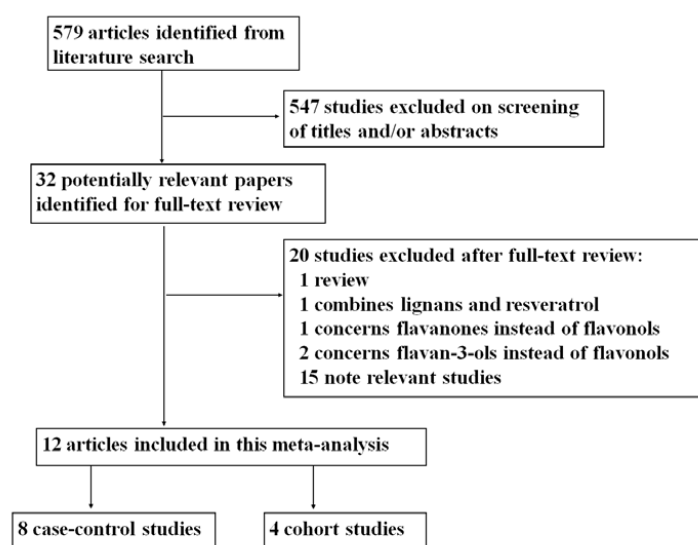 579 articles identified from
literature search
547 studies excluded on screening
of titles and/or abstracts
32 potentially relevant papers
identified for full-text review
20 studies excluded after full-text review:
1 review
1 combines lignans and resveratrol
1 concerns flavanones instead of flavonols
2 concerns flavan-3-ols instead of flavonols
15 note relevant studies
12 articles included in this meta-analysis
8 case-control studies
4 cohort studies